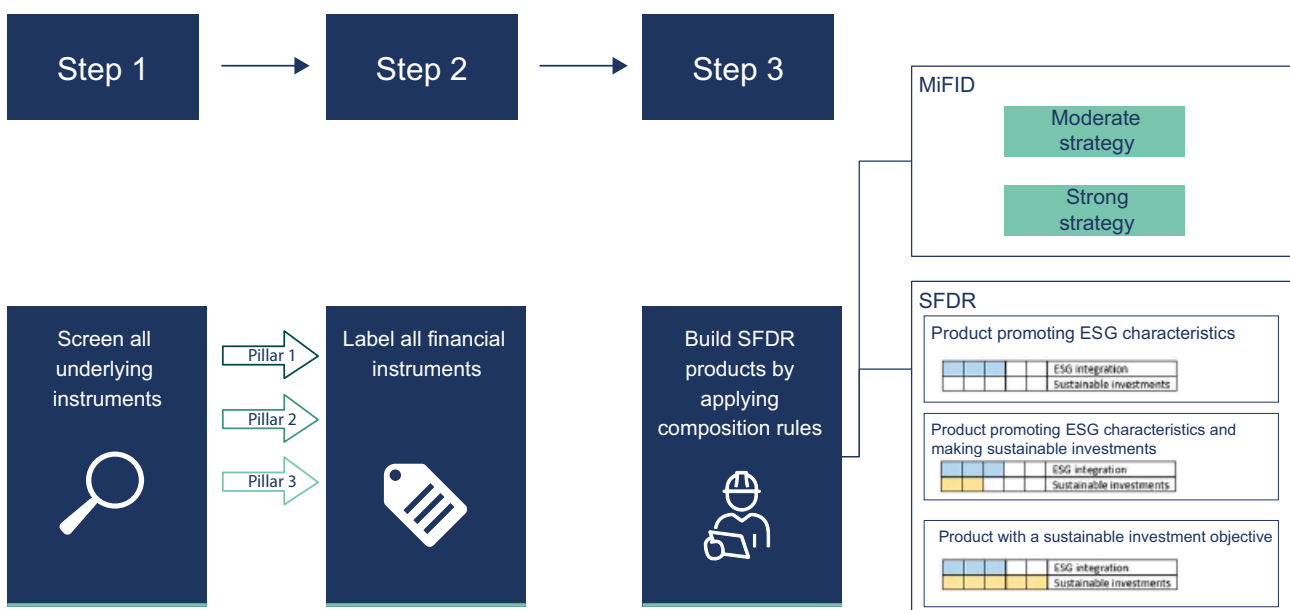 Step 1
Step 2
Step 3
Screen all
underlying
instruments
Pillar 1
Pillar 2
Pillar 3
Label all financial
instruments
Build SFDR
products by
applying
composition rules
MiFID
Moderate
strategy
Strong
strategy
SFDR
Product promoting ESG characteristics
ESG integration
Sustainable investments
Product promoting ESG characteristics and
making sustainable investments
ESG integration
Sustainable investments
Product with a sustainable investment objective
ESG integration
Sustainable investments